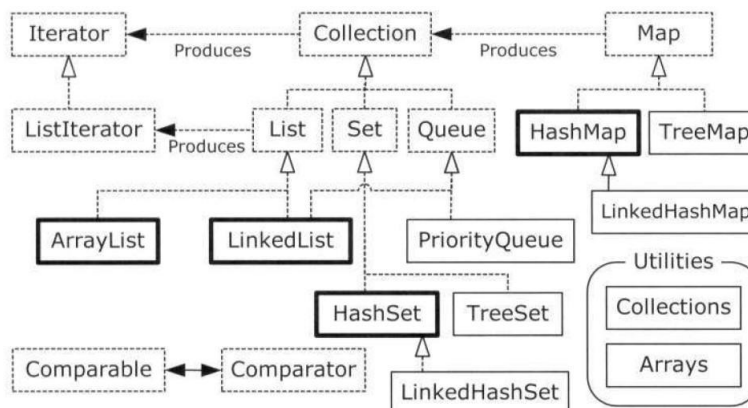 Iterator
Produces
Collection
Produces
Map
ListIterator
Produces
List
Set
Queue
HashMap
TreeMap
ArrayList
LinkedList
PriorityQueue
LinkedHashMap
Utilities
HashSet
TreeSet
Collections
Comparable
Comparator
Arrays
LinkedHashSet